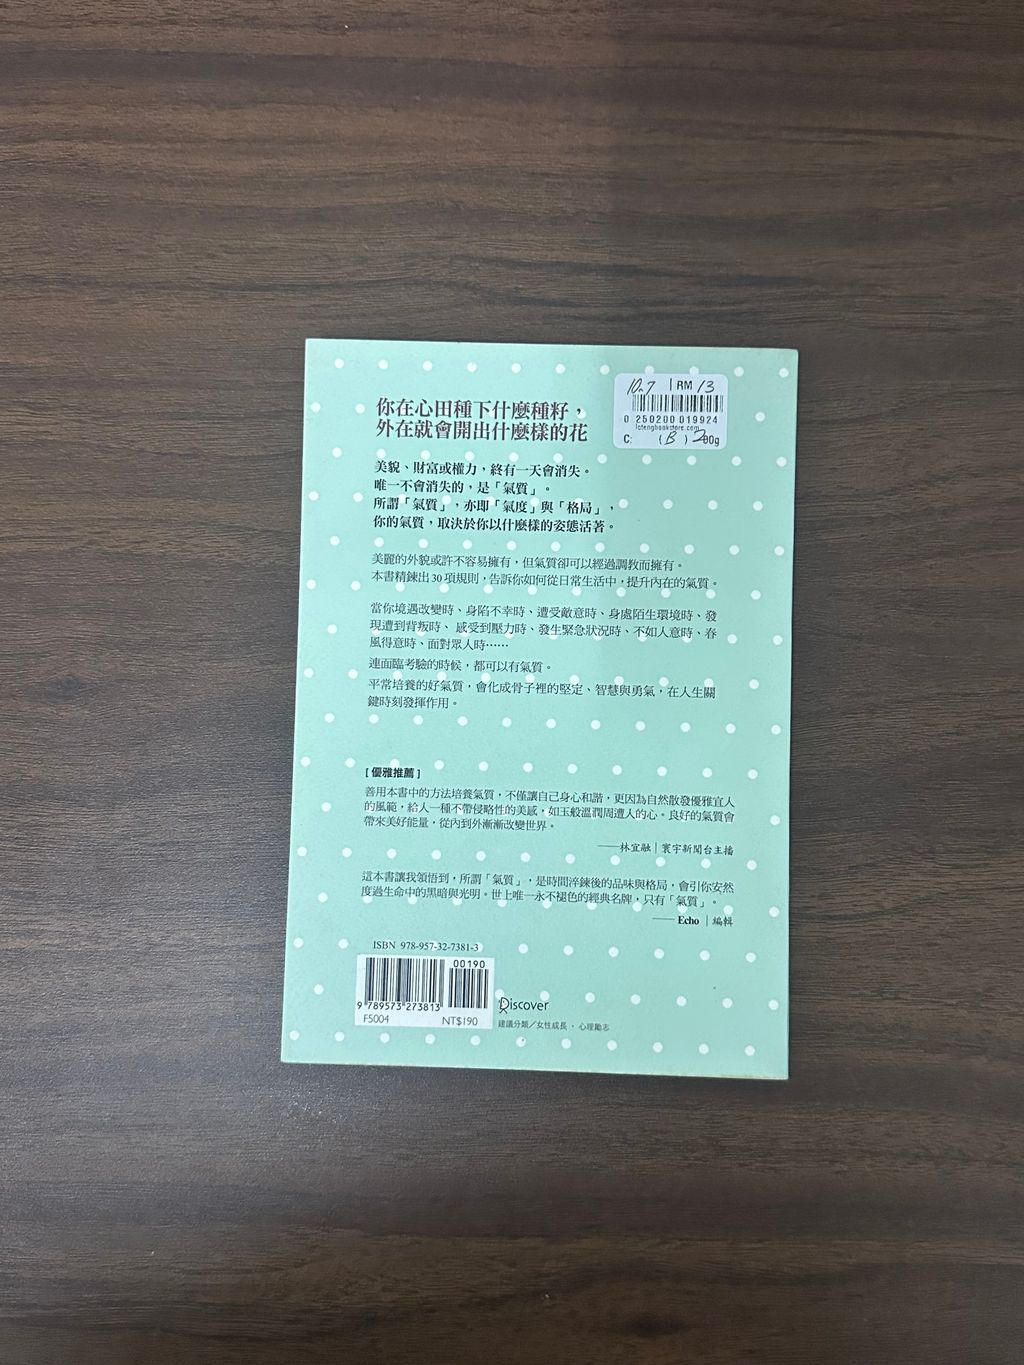 10.7 | RM 13
0 250200 019924
C: (B) 200g
你在心田種下什麼種籽，
外在就會開出什麼樣的花
美貌、財富或權力，終有一天會消失。
唯一不會消失的，是「氣質」。
所謂「氣質」，亦即「氣度」與「格局」，
你的氣質，取決於你以什麼樣的姿態活著。
美麗的外貌或許不容易擁有，但氣質卻可以經過調教而擁有。
本書精鍊出 30 項規則，告訴你如何從日常生活中，提升內在的氣質。
當你境遇改變時、身陷不幸時、遭受敵意時、身處陌生環境時、發
現遭到背叛時、感受到壓力時、發生緊急狀況時、不如人意時、春
風得意時、面對眾人時……
連面臨考驗的時候，都可以有氣質。
平常培養的好氣質，會化成骨子裡的堅定、智慧與勇氣，在人生關
鍵時刻發揮作用。
[ 優雅推薦 ]
善用本書中的方法培養氣質，不僅讓自己身心和諧，更因為自然散發優雅宜人
的風範，給人一種不帶侵略性的美感，如玉般溫潤周遭人的心。良好的氣質會
帶來美好能量，從內到外漸漸改變世界。
——林宜融｜寰宇新聞台主播
這本書讓我領悟到，所謂「氣質」，是時間淬鍊後的品味與格局，會引你安然
度過生命中的黑暗與光明。世上唯一永不褪色的經典名牌，只有「氣質」。
——Echo｜編輯
ISBN 978-957-32-7381-3
00190
9 789573 273813
F5004 NT$190
Discover
建議分類／女性成長・心理勵志